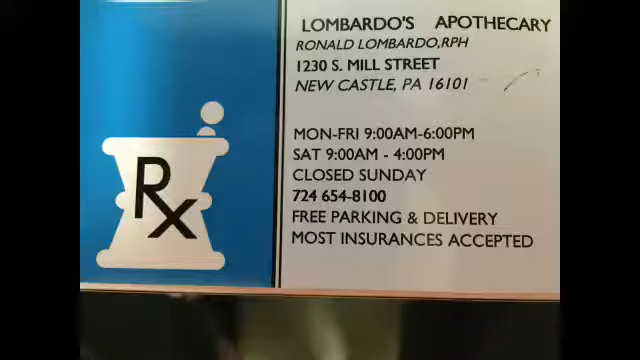 LOMBARDO'S APOTHECARY
RONALD LOMBARDO,RPH
1230 S. MILL STREET
NEW CASTLE, PA 16101
MON-FRI 9:00AM-6:00PM
SAT 9:00AM - 4:00PM
CLOSED SUNDAY
724 654-8100
FREE PARKING & DELIVERY
MOST INSURANCES ACCEPTED
Rx